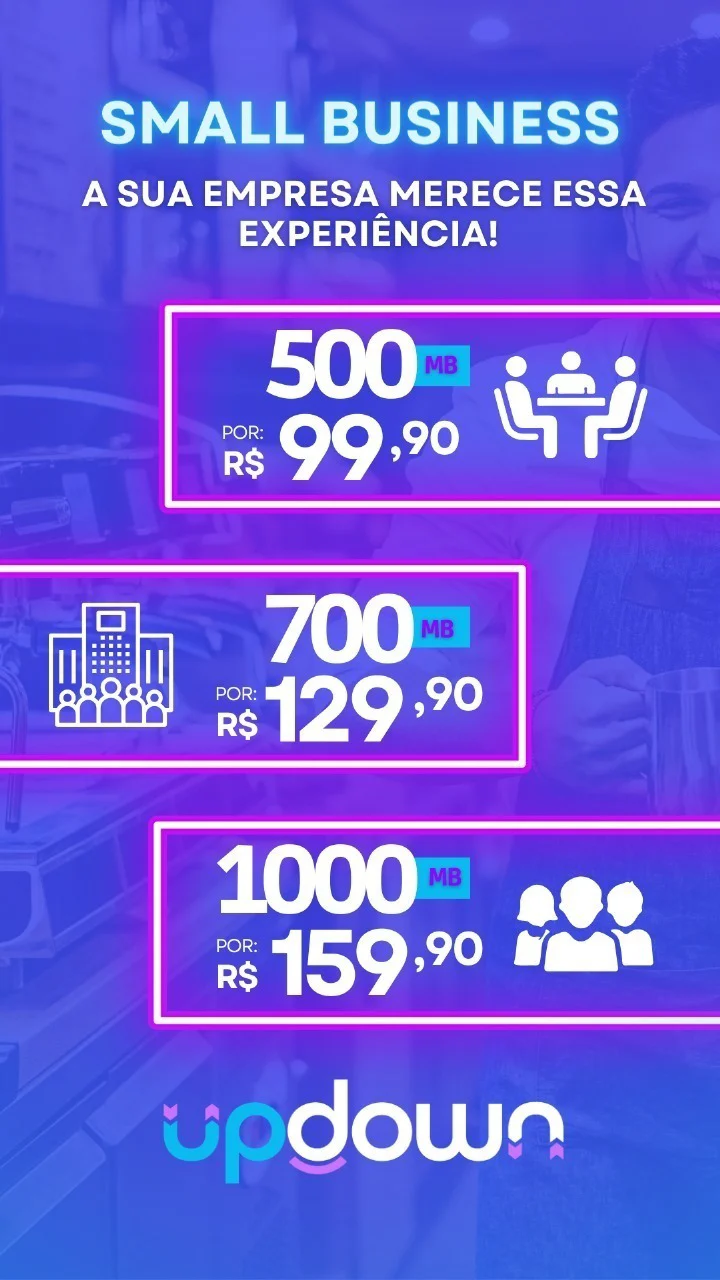 SMALL BUSINESS
A SUA EMPRESA MERECE ESSA
EXPERIÊNCIA!
500 MB
POR:
R$ 99,90
700 MB
POR:
R$ 129,90
1000 MB
POR:
R$ 159,90
updown